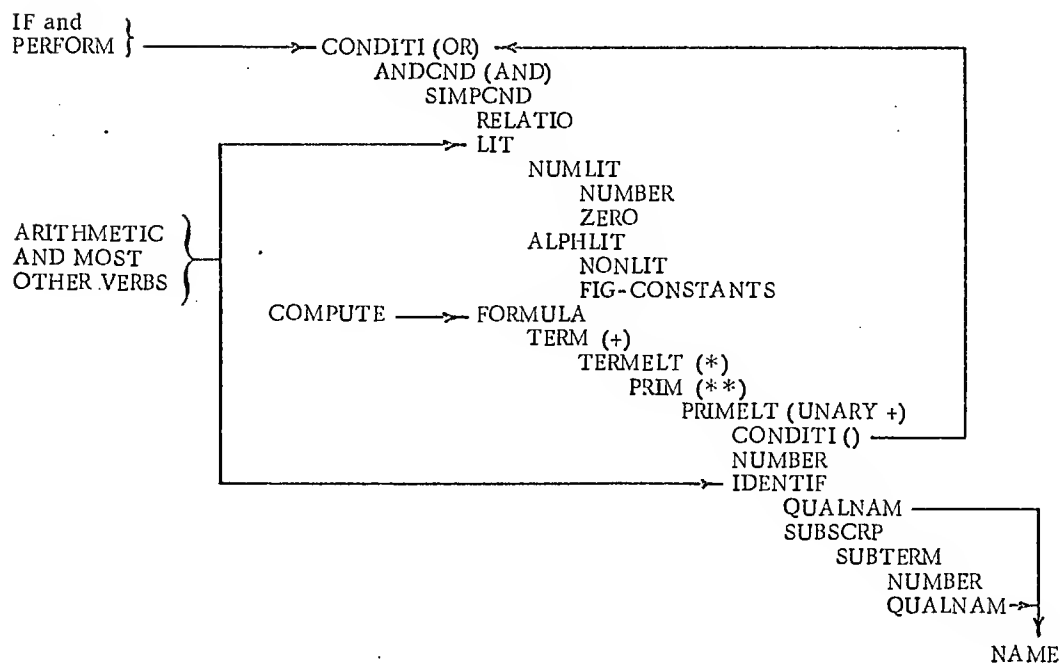 IF and
PERFORM
CONDITI (OR)
ANDCND (AND)
SIMPCND
RELATIO
LIT
NUMLIT
NUMBER
ZERO
ARITHMETIC
AND MOST
OTHER VERBS
ALPHLIT
NONLIT
FIG-CONSTANTS
COMPUTE
FORMULA
TERM (+)
TERMELT (*)
PRIM (**)
PRIMELT (UNARY +)
CONDITI ()
NUMBER
IDENTIF
QUALNAM
SUBSCRP
SUBTERM
NUMBER
QUALNAM
NAME